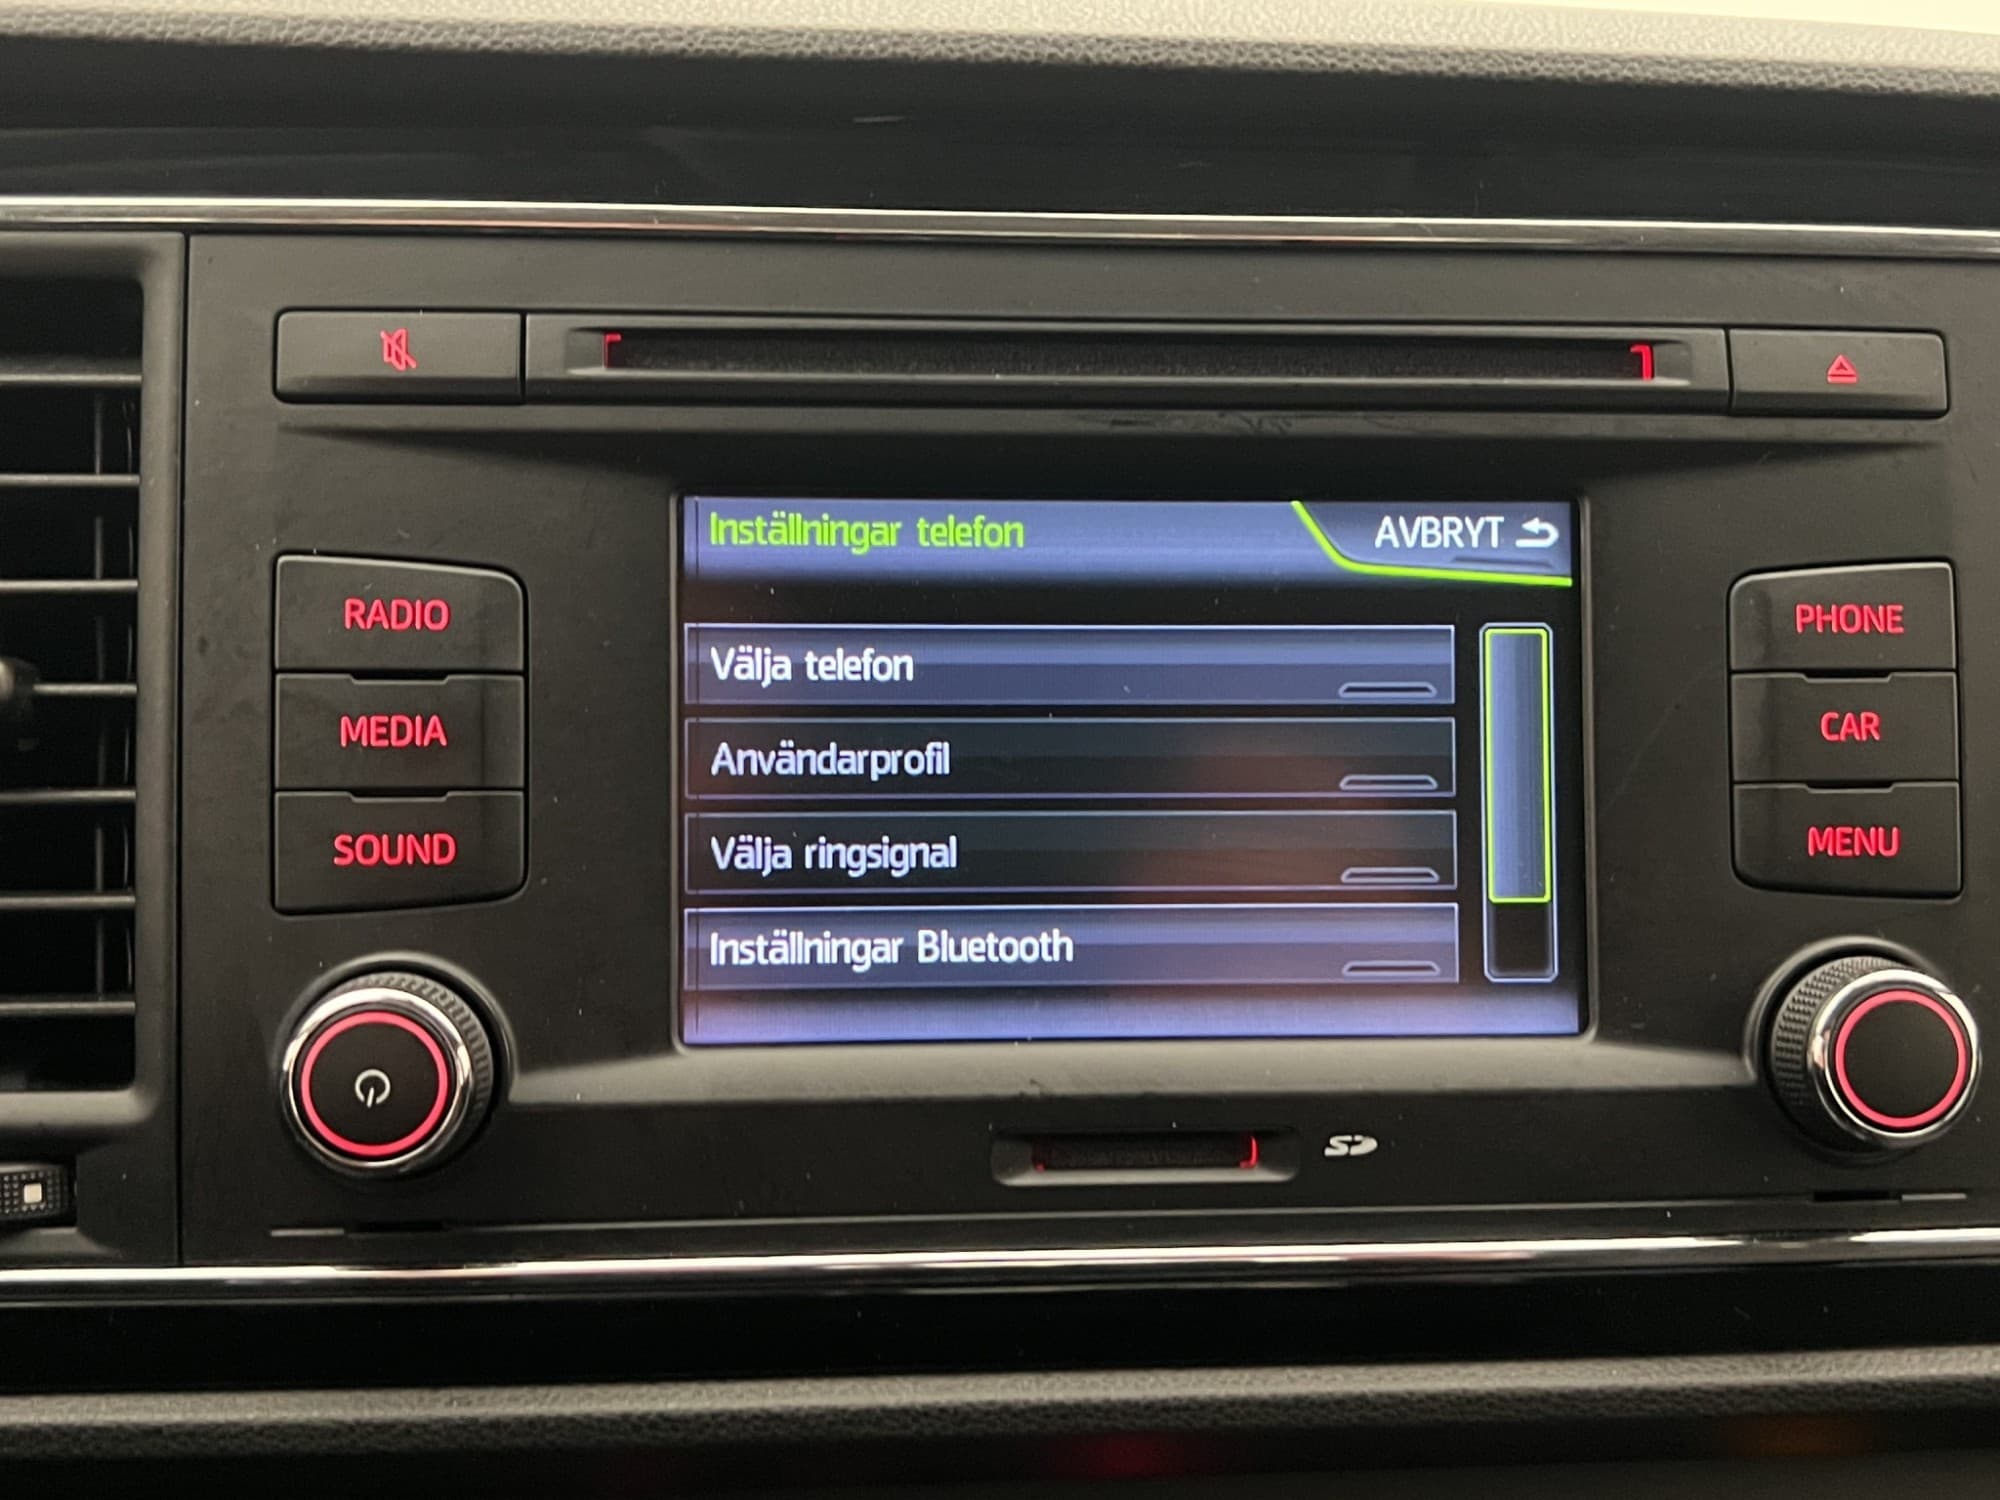 Inställningar telefon
AVBRYT
RADIO
MEDIA
SOUND
Välja telefon
Användarprofil
Välja ringsignal
Inställningar Bluetooth
PHONE
CAR
MENU
SD